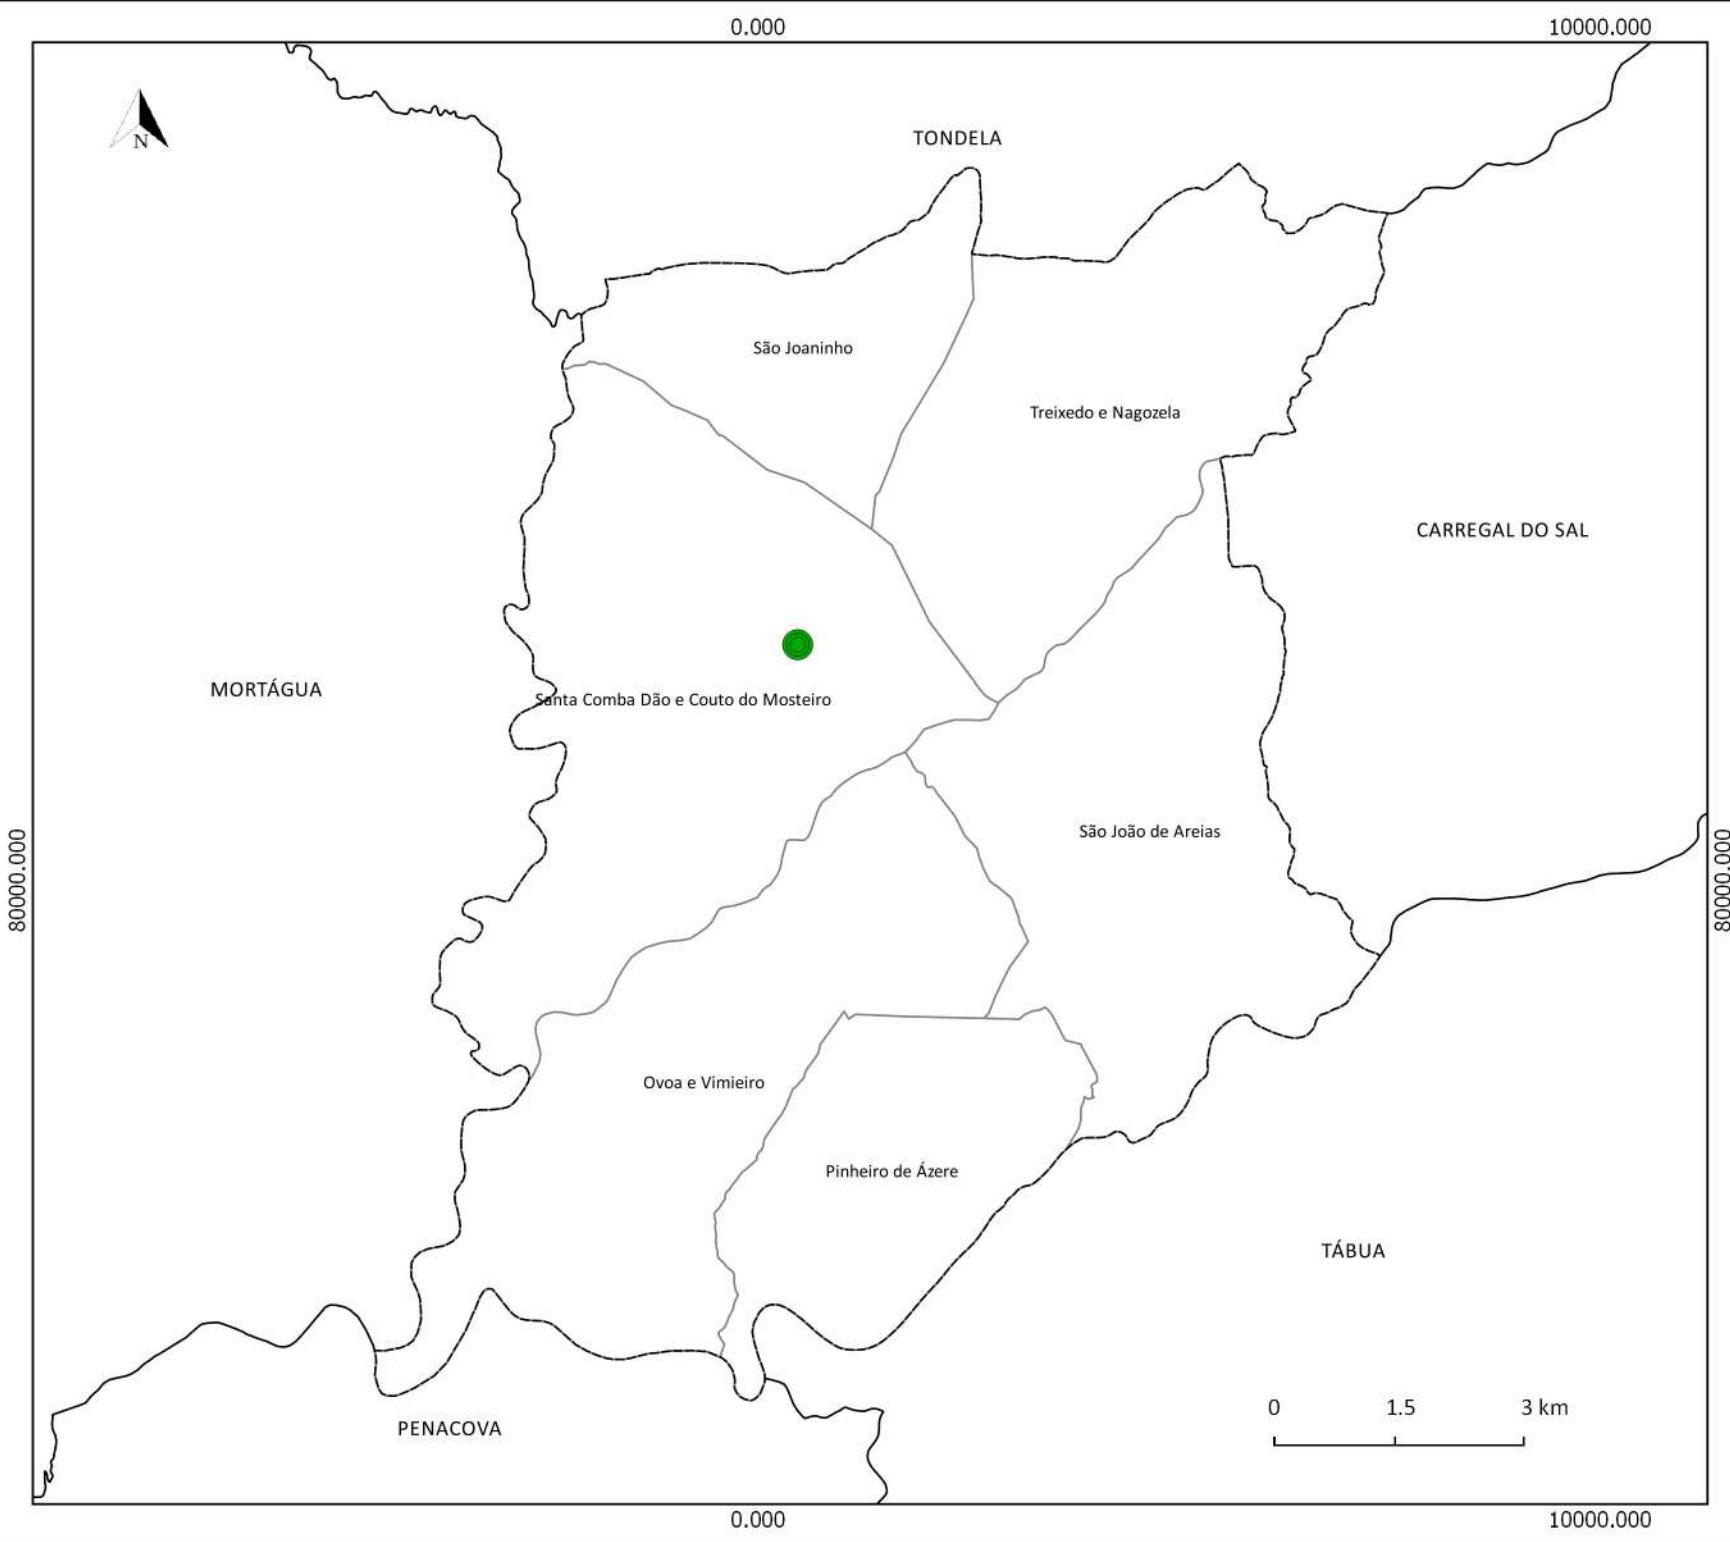 0.000 10000.000
N
TONDELA
São Joaninho
Treixedo e Nagozela
CARREGAL DO SAL
MORTÁGUA
Santa Comba Dão e Couto do Mosteiro
São João de Areias
80000.000 80000.000
Ovoa e Vimieiro
Pinheiro de Ázere
TÁBUA
0 1.5 3 km
PENACOVA
0.000 10000.000